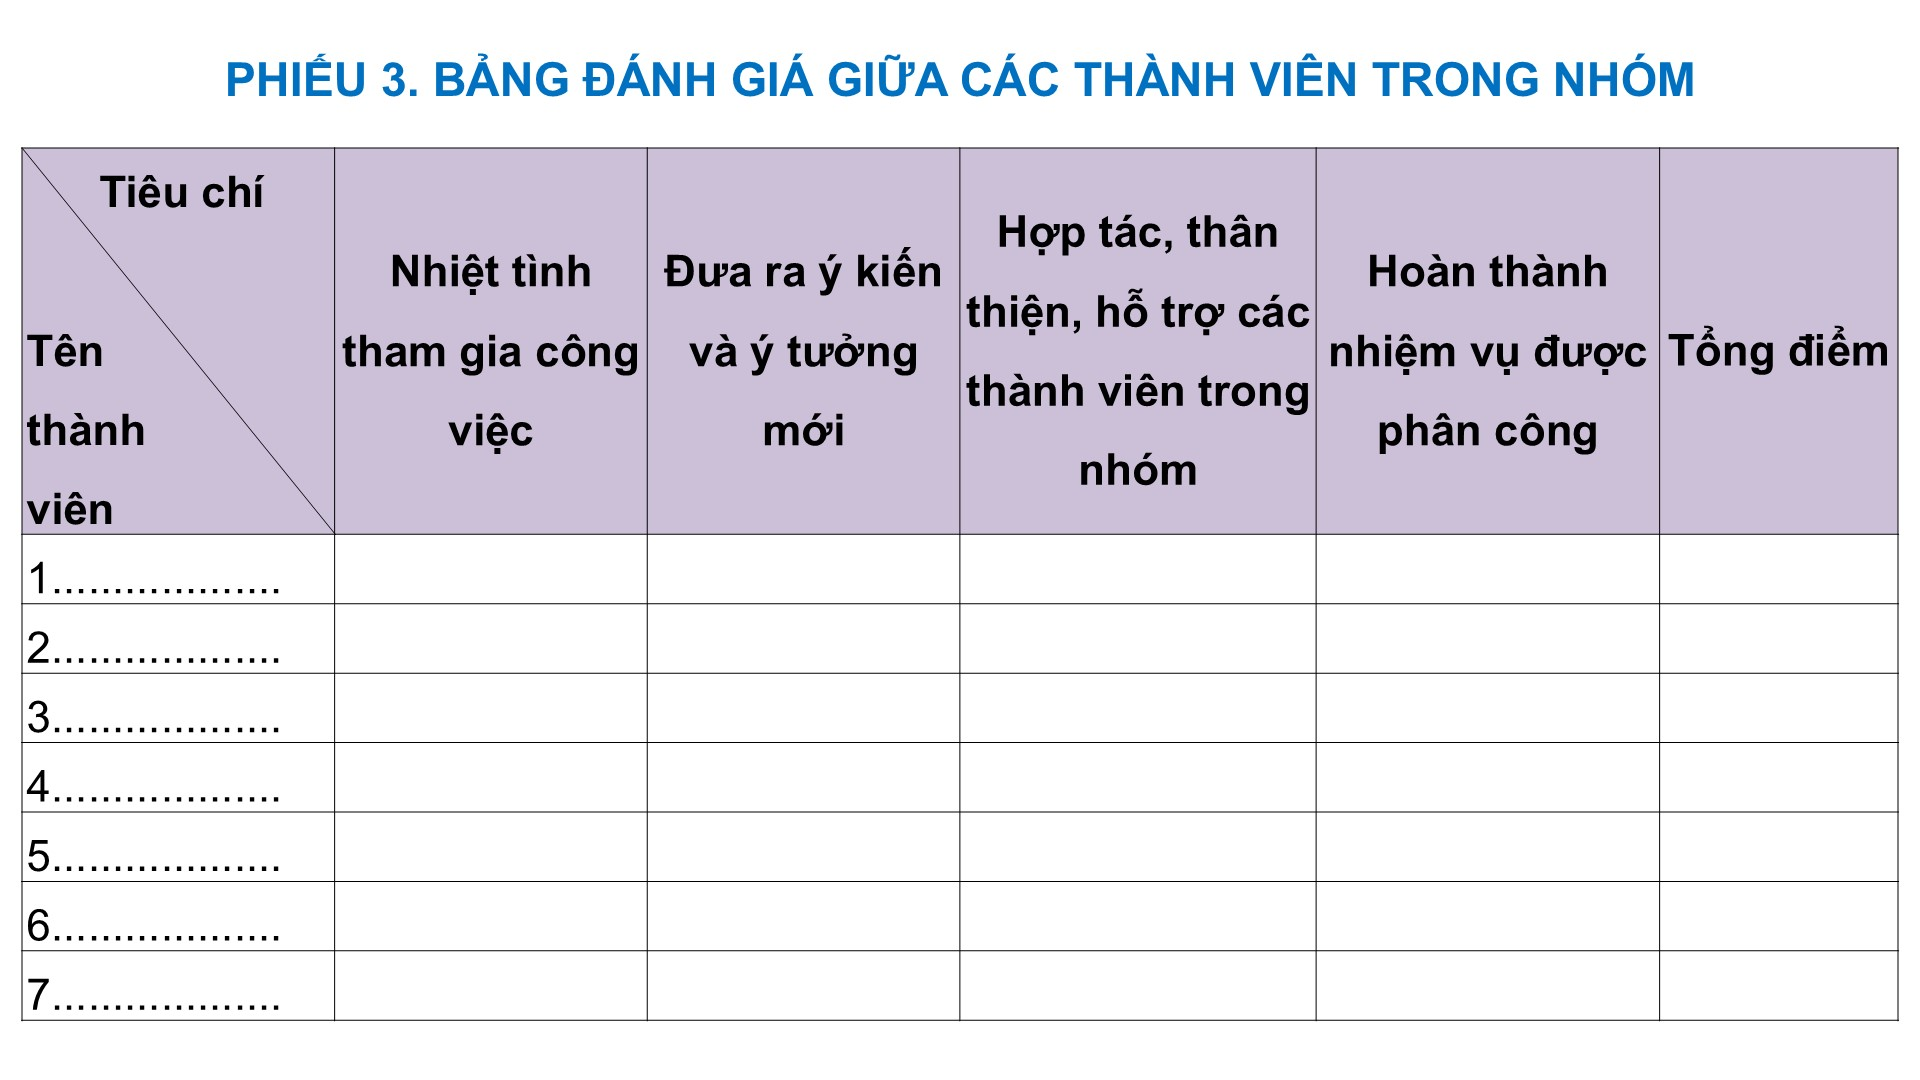 PHIẾU 3. BẢNG ĐÁNH GIÁ GIỮA CÁC THÀNH VIÊN TRONG NHÓM
Tiêu chí
Tên
thành
viên
Nhiệt tình
tham gia công
việc
Đưa ra ý kiến
và ý tưởng
mới
Hợp tác, thân
thiện, hỗ trợ các
thành viên trong
nhóm
Hoàn thành
nhiệm vụ được
phân công
Tổng điểm
1...................
2...................
3...................
4...................
5...................
6...................
7...................